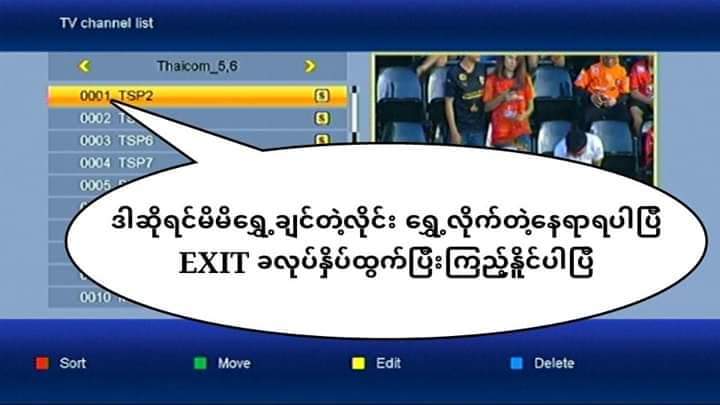 TV channel list
Thaicom_5,6
0001 TSP2
0002
0003 TSP6
0004 TSP7
0005
ဒါဆိုရင်မိမိရွှေ့ချင်တဲ့လိုင်း ရွှေ့လိုက်တဲ့နေရာရပါပြီ
EXIT ခလုပ်နှိပ်ထွက်ပြီးကြည့်နိူင်ပါပြီ
0010
Sort Move Edit Delete